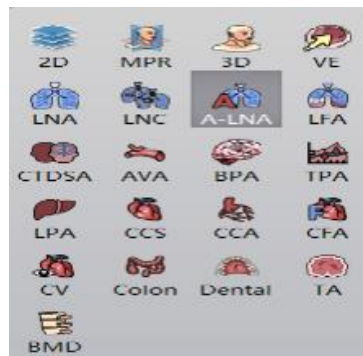 2D MPR 3D VE
LNA LNC A-LNA LFA
CTDSA AVA BPA TPA
LPA CCS CCA CFA
CV Colon Dental TA
BMD